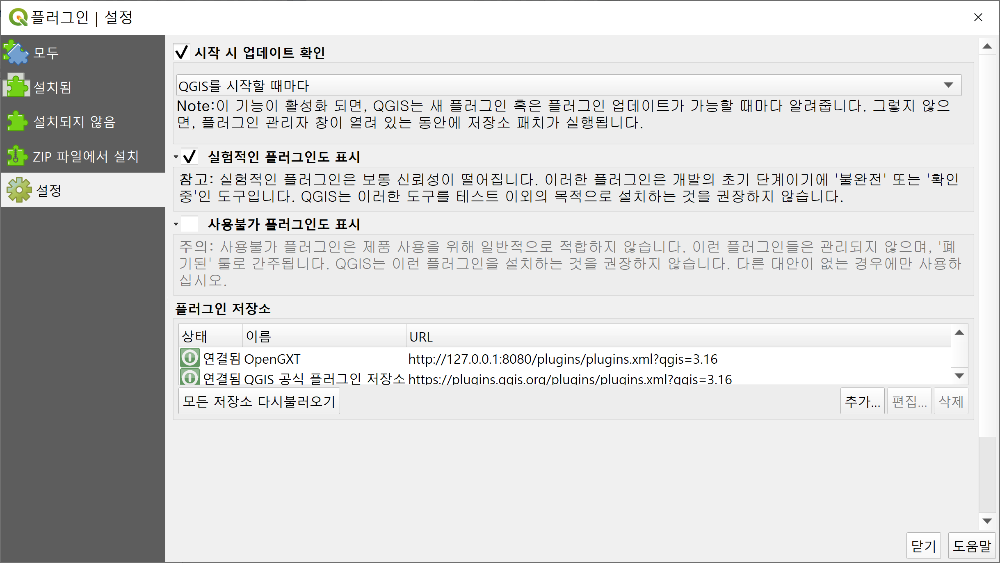 플러그인 | 설정
모두
설치됨
설치되지 않음
ZIP 파일에서 설치
설정
시작 시 업데이트 확인
QGIS를 시작할 때마다
Note:이 기능이 활성화 되면, QGIS는 새 플러그인 혹은 플러그인 업데이트가 가능할 때마다 알려줍니다. 그렇지 않으
면, 플러그인 관리자 창이 열려 있는 동안에 저장소 패치가 실행됩니다.
실험적인 플러그인도 표시
참고: 실험적인 플러그인은 보통 신뢰성이 떨어집니다. 이러한 플러그인은 개발의 초기 단계이기에 '불완전' 또는 '확인
중'인 도구입니다. QGIS는 이러한 도구를 테스트 이외의 목적으로 설치하는 것을 권장하지 않습니다.
사용불가 플러그인도 표시
주의: 사용불가 플러그인은 제품 사용을 위해 일반적으로 적합하지 않습니다. 이런 플러그인들은 관리되지 않으며, '폐
기된' 툴로 간주됩니다. QGIS는 이런 플러그인을 설치하는 것을 권장하지 않습니다. 다른 대안이 없는 경우에만 사용하
십시오.
플러그인 저장소
상태 이름 URL
연결됨 OpenGXT http://127.0.0.1:8080/plugins/plugins.xml?qgis=3.16
연결됨 QGIS 공식 플러그인 저장소 https://plugins.qgis.org/plugins/plugins.xml?qgis=3.16
모든 저장소 다시불러오기 추가... 편집... 삭제
닫기 도움말